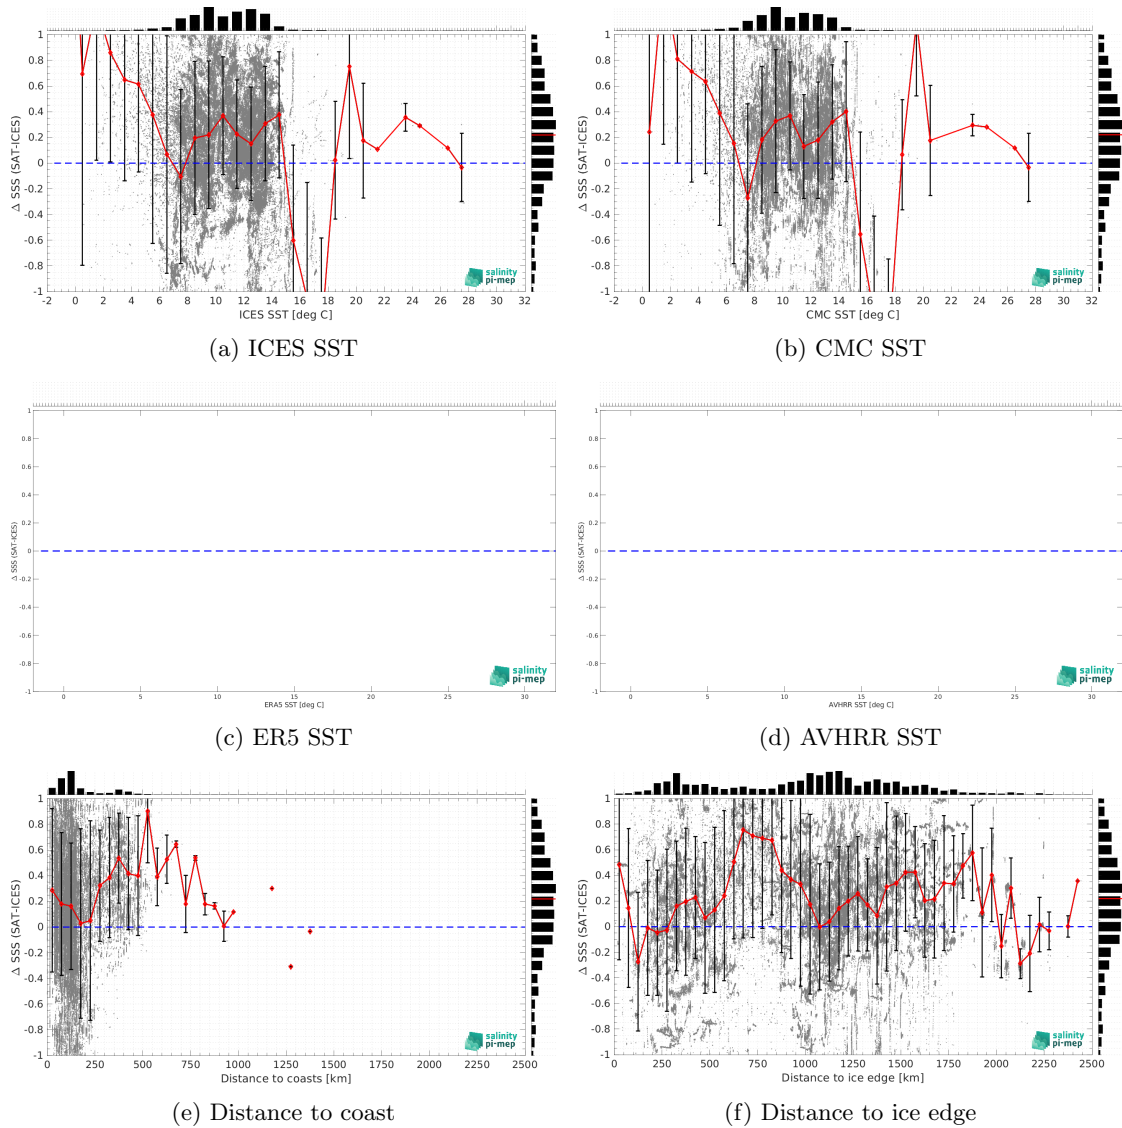 1
0.8
0.6
0.4
0.2
0
-0.2
-0.4
-0.6
-0.8
-1
Δ SSS (SAT-ICES)
-2 0 2 4 6 8 10 12 14 16 18 20 22 24 26 28 30 32
ICES SST [deg C]
salinity
pi-mep
(a) ICES SST
1
0.8
0.6
0.4
0.2
0
-0.2
-0.4
-0.6
-0.8
-1
Δ SSS (SAT-ICES)
-2 0 2 4 6 8 10 12 14 16 18 20 22 24 26 28 30 32
CMC SST [deg C]
salinity
pi-mep
(b) CMC SST
1
0.8
0.6
0.4
0.2
0
-0.2
-0.4
-0.6
-0.8
-1
Δ SSS (SAT-ICES)
0 5 10 15 20 25 30
ERA5 SST [deg C]
salinity
pi-mep
(c) ER5 SST
1
0.8
0.6
0.4
0.2
0
-0.2
-0.4
-0.6
-0.8
-1
Δ SSS (SAT-ICES)
0 5 10 15 20 25 30
AVHRR SST [deg C]
salinity
pi-mep
(d) AVHRR SST
1
0.8
0.6
0.4
0.2
0
-0.2
-0.4
-0.6
-0.8
-1
Δ SSS (SAT-ICES)
0 250 500 750 1000 1250 1500 1750 2000 2250 2500
Distance to coasts [km]
salinity
pi-mep
(e) Distance to coast
1
0.8
0.6
0.4
0.2
0
-0.2
-0.4
-0.6
-0.8
-1
Δ SSS (SAT-ICES)
0 250 500 750 1000 1250 1500 1750 2000 2250 2500
Distance to ice edge [km]
salinity
pi-mep
(f) Distance to ice edge